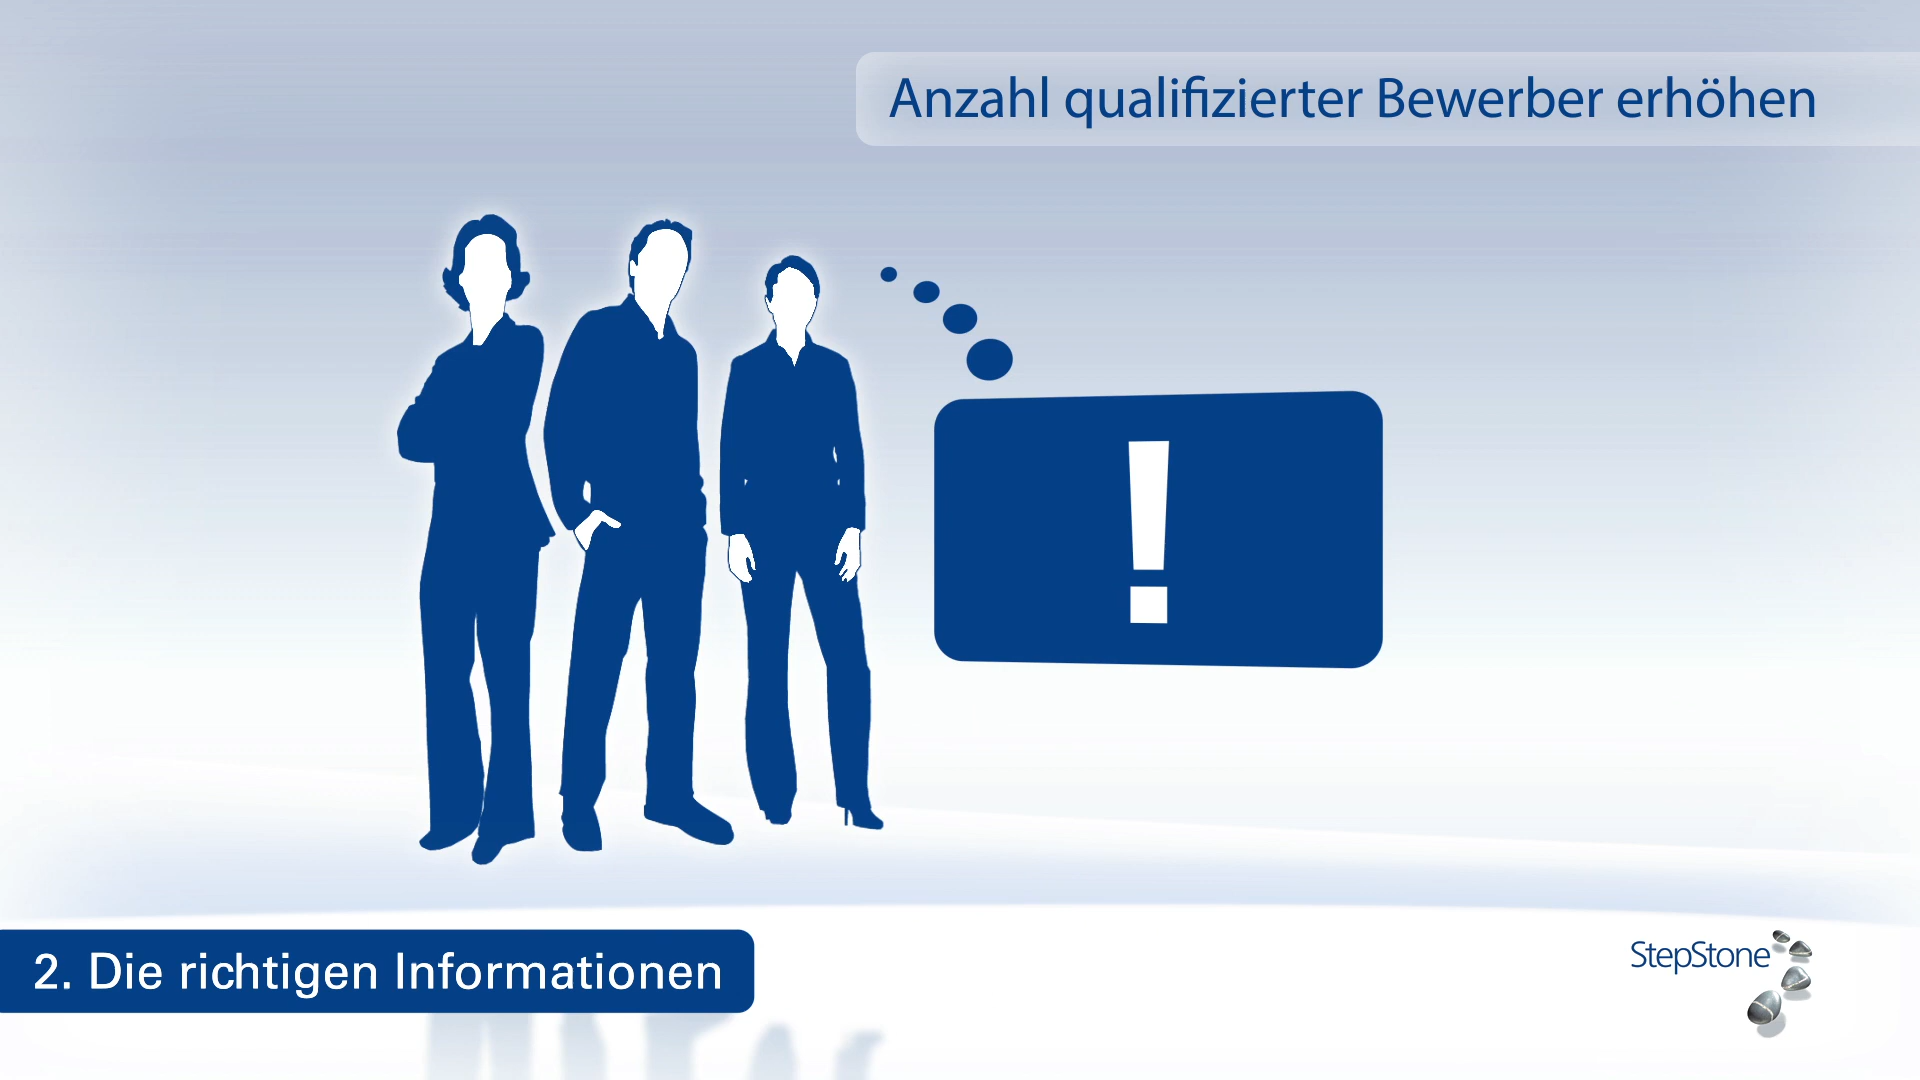 Anzahl qualifizierter Bewerber erhöhen
!
2. Die richtigen Informationen
StepStone